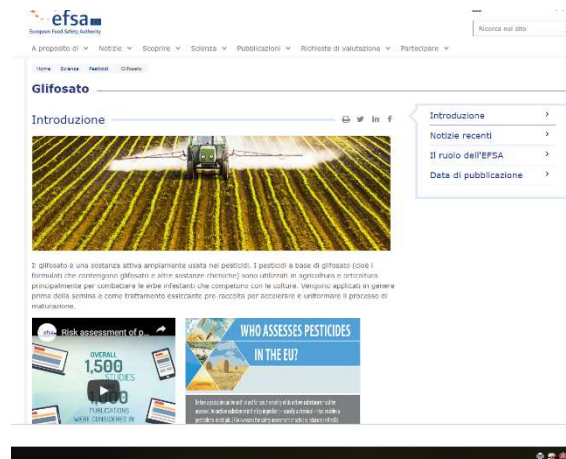 efsa
European Food Safety Authority
Ricerca nel sito
A proposito di Notizie Scoprire Scienza Pubblicazioni Richieste di valutazione Partecipare
Home Scienza Pesticidi Glifosato
Glifosato
Introduzione
Introduzione
Notizie recenti
Il ruolo dell'EFSA
Data di pubblicazione
Il glifosato è una sostanza attiva ampiamente usata nei pesticidi. I pesticidi a base di glifosato (cioè i
formulati che contengono glifosato e altre sostanze chimiche) sono utilizzati in agricoltura e orticoltura
principalmente per combattere le erbe infestanti che competono con le colture. Vengono applicati in genere
prima della semina e come trattamento essiccante pre-raccolta per accelerare e uniformare il processo di
maturazione.
efsa Risk assessment of p...
OVERALL
1,500
STUDIES
PUBLICATIONS
WERE CONSIDERED IN
WHO ASSESSES PESTICIDES
IN THE EU?